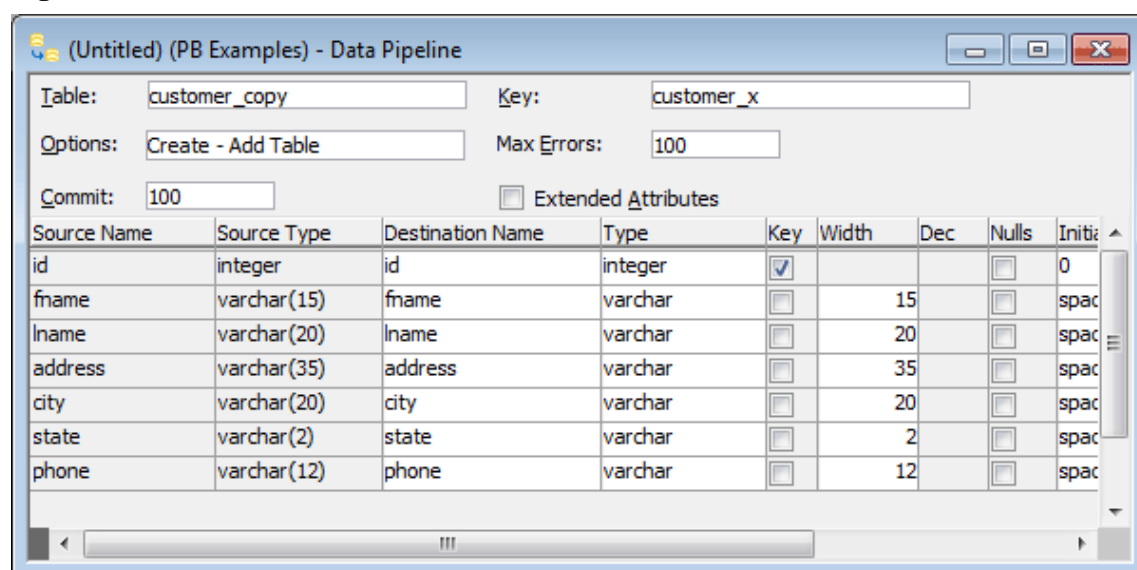 (Untitled) (PB Examples) - Data Pipeline
Table: customer_copy Key: customer_x
Options: Create - Add Table Max Errors: 100
Commit: 100 Extended Attributes
Source Name Source Type Destination Name Type Key Width Dec Nulls Initia
id integer id integer 0
fname varchar(15) fname varchar 15 spac
lname varchar(20) lname varchar 20 spac
address varchar(35) address varchar 35 spac
city varchar(20) city varchar 20 spac
state varchar(2) state varchar 2 spac
phone varchar(12) phone varchar 12 spac